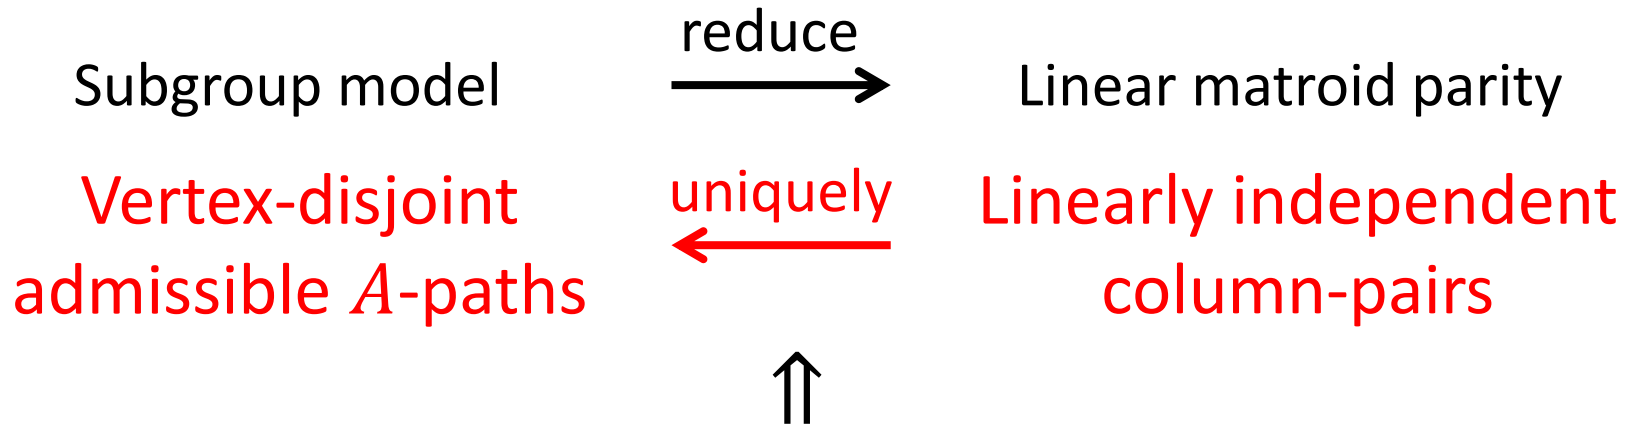 reduce
Subgroup model
Linear matroid parity
Vertex-disjoint
admissible A-paths
uniquely
Linearly independent
column-pairs